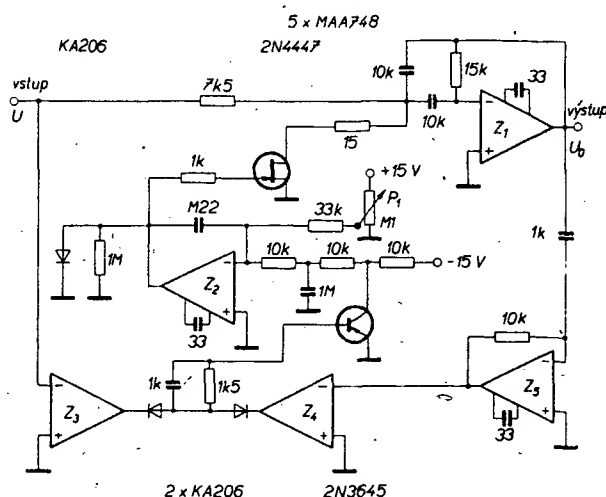 5 x MAA748
KA206
2N4447
vstup
U
7k5
10k
15k
10k
33
Z1
výstup
U0
15
1k
+15 V
P1
M1
M22
33k
1M
10k
10k
10k
-15 V
1M
Z2
33
1k
10k
1k
1k5
Z3
Z4
Z5
33
2 x KA206
2N3645